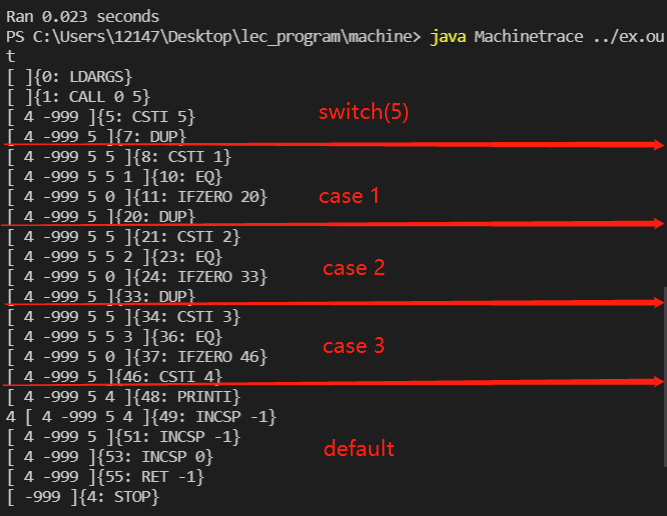 Ran 0.023 seconds
PS C:\Users\12147\Desktop\lec_program\machine> java Machinetrace ../ex.ou
t
[ ]{0: LDARGS}
[ ]{1: CALL 0 5}
[ 4 -999 ]{5: CSTI 5}
switch(5)
[ 4 -999 5 ]{7: DUP}
[ 4 -999 5 5 ]{8: CSTI 1}
[ 4 -999 5 5 1 ]{10: EQ}
[ 4 -999 5 0 ]{11: IFZERO 20}
case 1
[ 4 -999 5 ]{20: DUP}
[ 4 -999 5 5 ]{21: CSTI 2}
[ 4 -999 5 5 2 ]{23: EQ}
case 2
[ 4 -999 5 0 ]{24: IFZERO 33}
[ 4 -999 5 ]{33: DUP}
[ 4 -999 5 5 ]{34: CSTI 3}
[ 4 -999 5 5 3 ]{36: EQ}
case 3
[ 4 -999 5 0 ]{37: IFZERO 46}
[ 4 -999 5 ]{46: CSTI 4}
[ 4 -999 5 4 ]{48: PRINTI}
4 [ 4 -999 5 4 ]{49: INCSP -1}
[ 4 -999 5 ]{51: INCSP -1}
default
[ 4 -999 ]{53: INCSP 0}
[ 4 -999 ]{55: RET -1}
[ -999 ]{4: STOP}